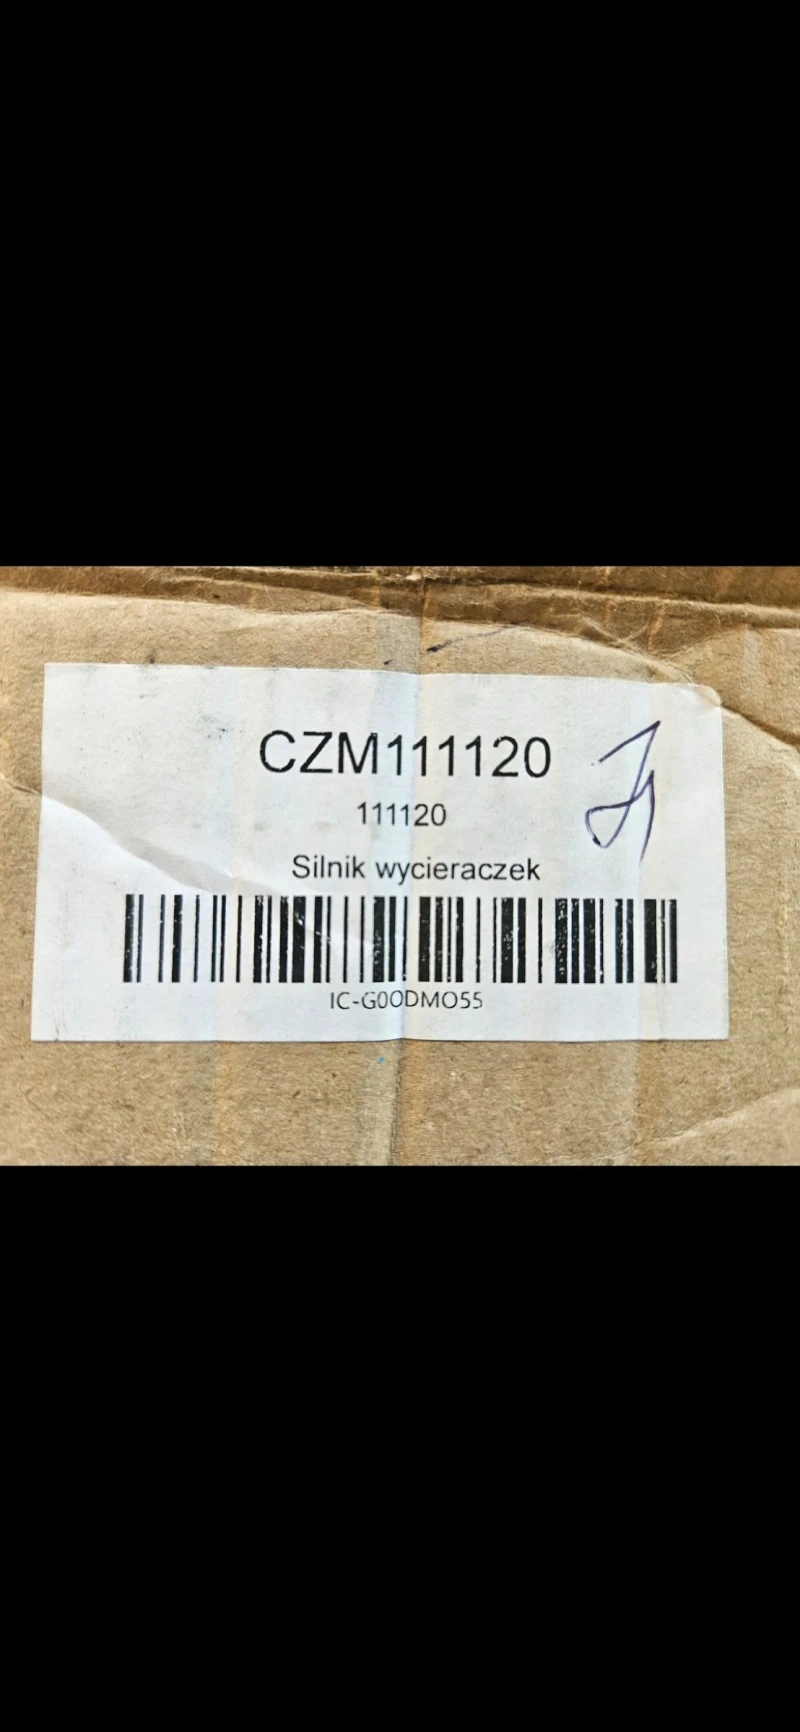 CZM111120
111120
Silnik wycieraczek
IC-G00DMO55